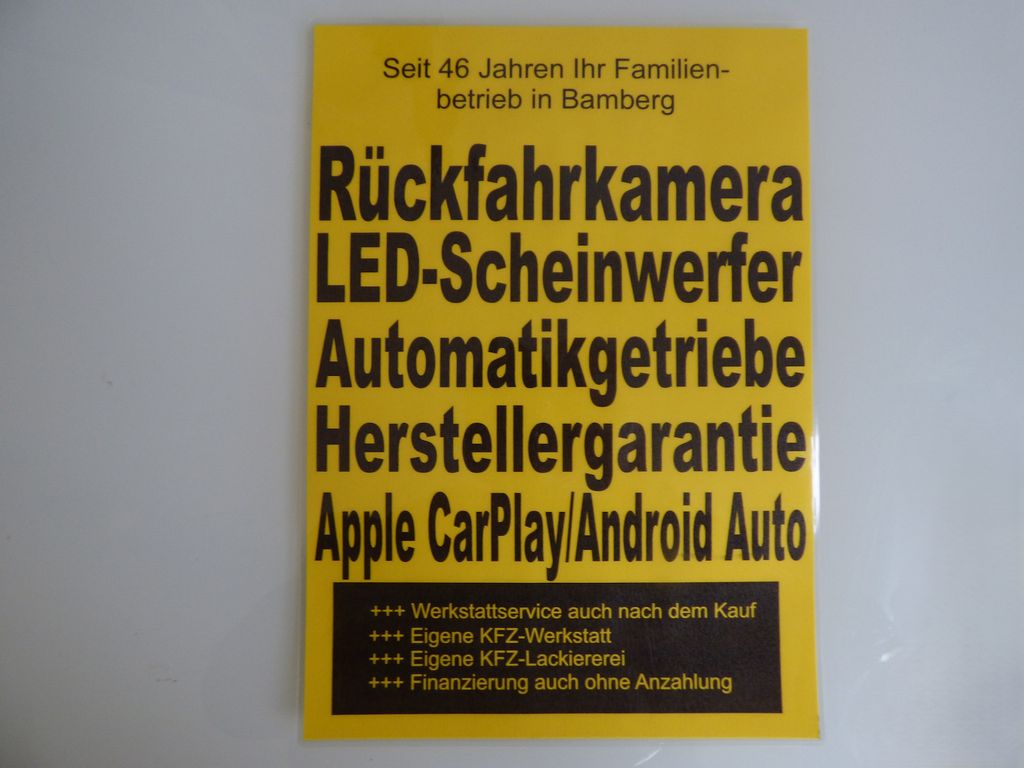 Seit 46 Jahren Ihr Familien-
betrieb in Bamberg
Rückfahrkamera
LED-Scheinwerfer
Automatikgetriebe
Herstellergarantie
Apple CarPlay/Android Auto
+++ Werkstattservice auch nach dem Kauf
+++ Eigene KFZ-Werkstatt
+++ Eigene KFZ-Lackiererei
+++ Finanzierung auch ohne Anzahlung